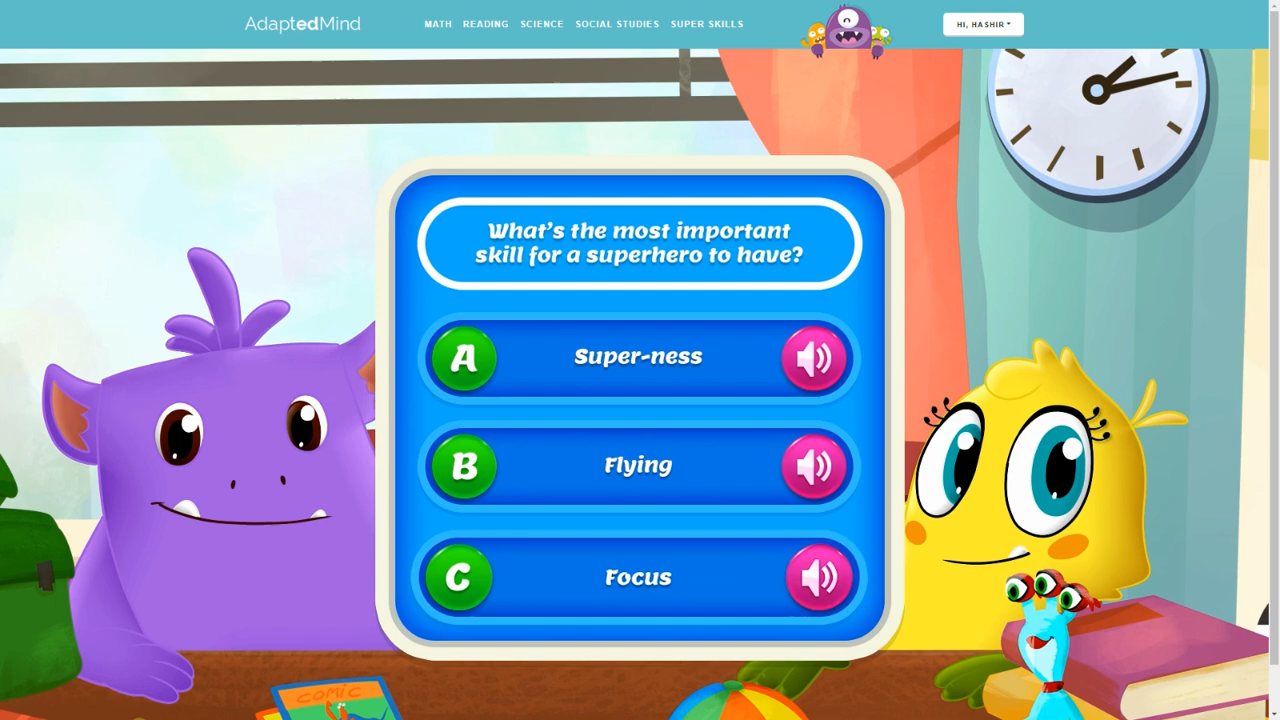 AdaptedMind
MATH READING SCIENCE SOCIAL STUDIES SUPER SKILLS
HI, HASHIR
What's the most important
skill for a superhero to have?
A Super-ness
B Flying
C Focus
COMIC